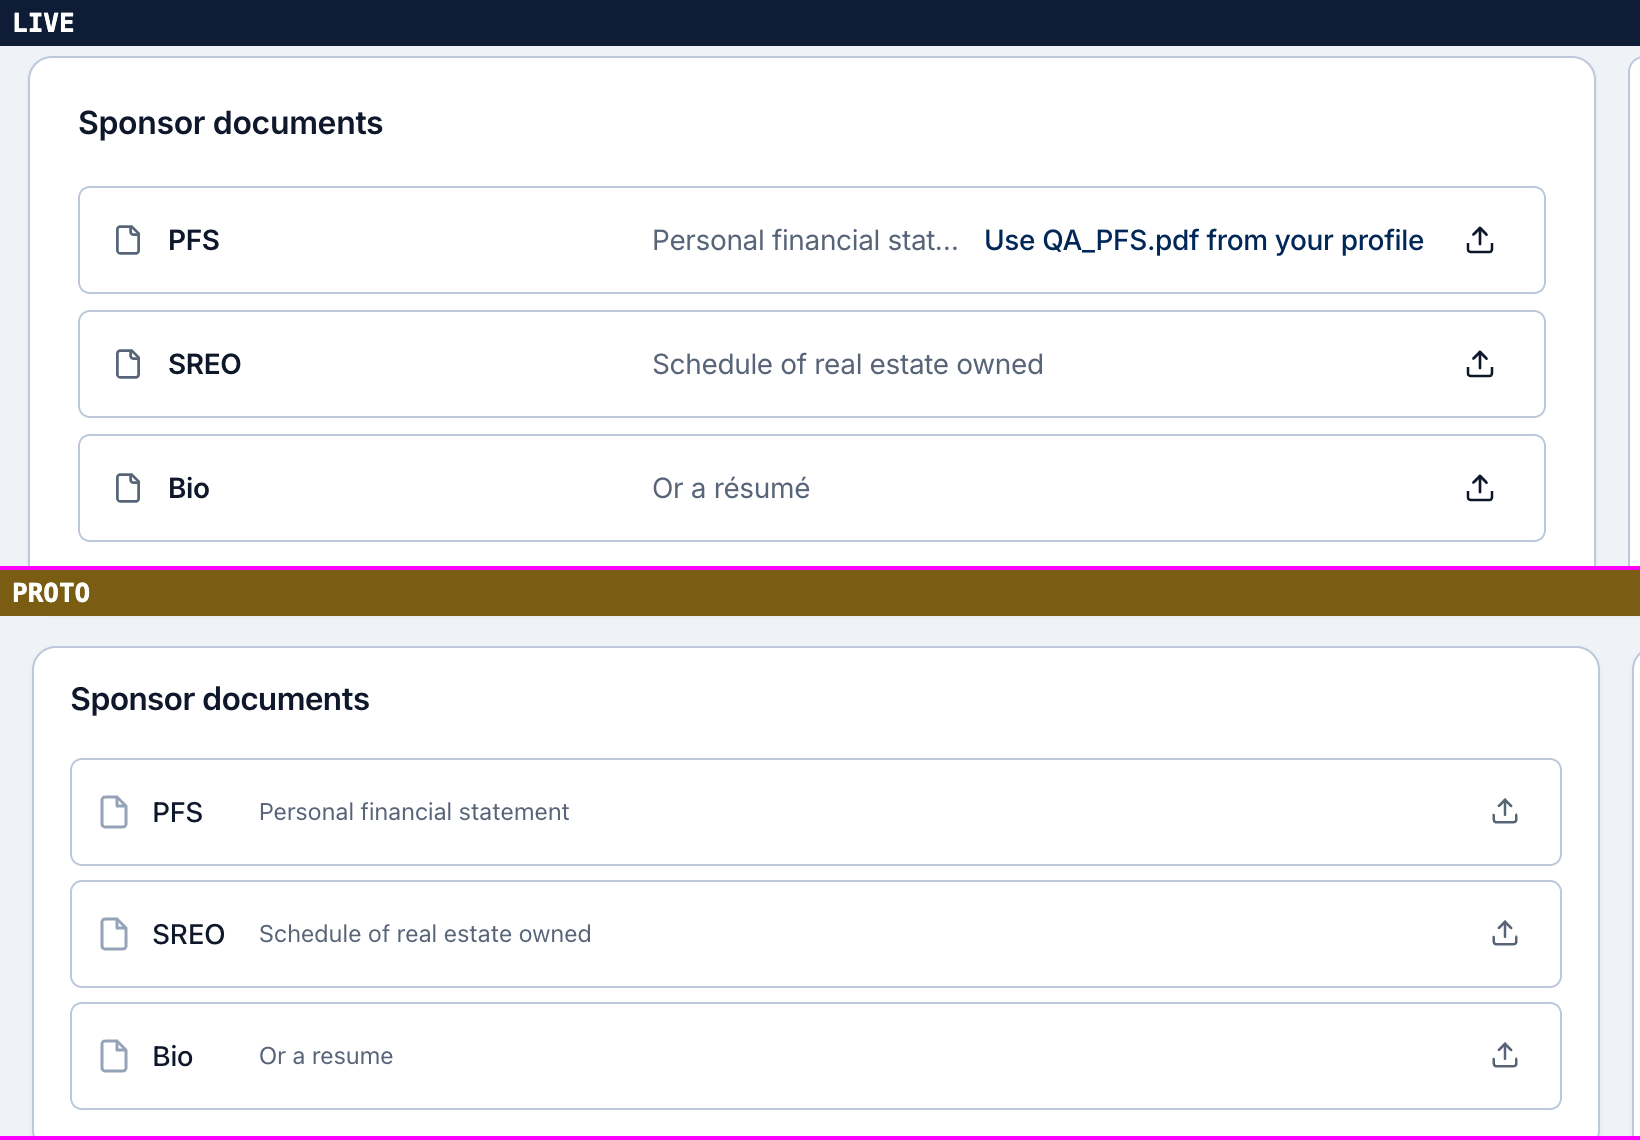 LIVE
Sponsor documents
PFS Personal financial stat... Use QA_PFS.pdf from your profile
SREO Schedule of real estate owned
Bio Or a résumé
PROTO
Sponsor documents
PFS Personal financial statement
SREO Schedule of real estate owned
Bio Or a resume